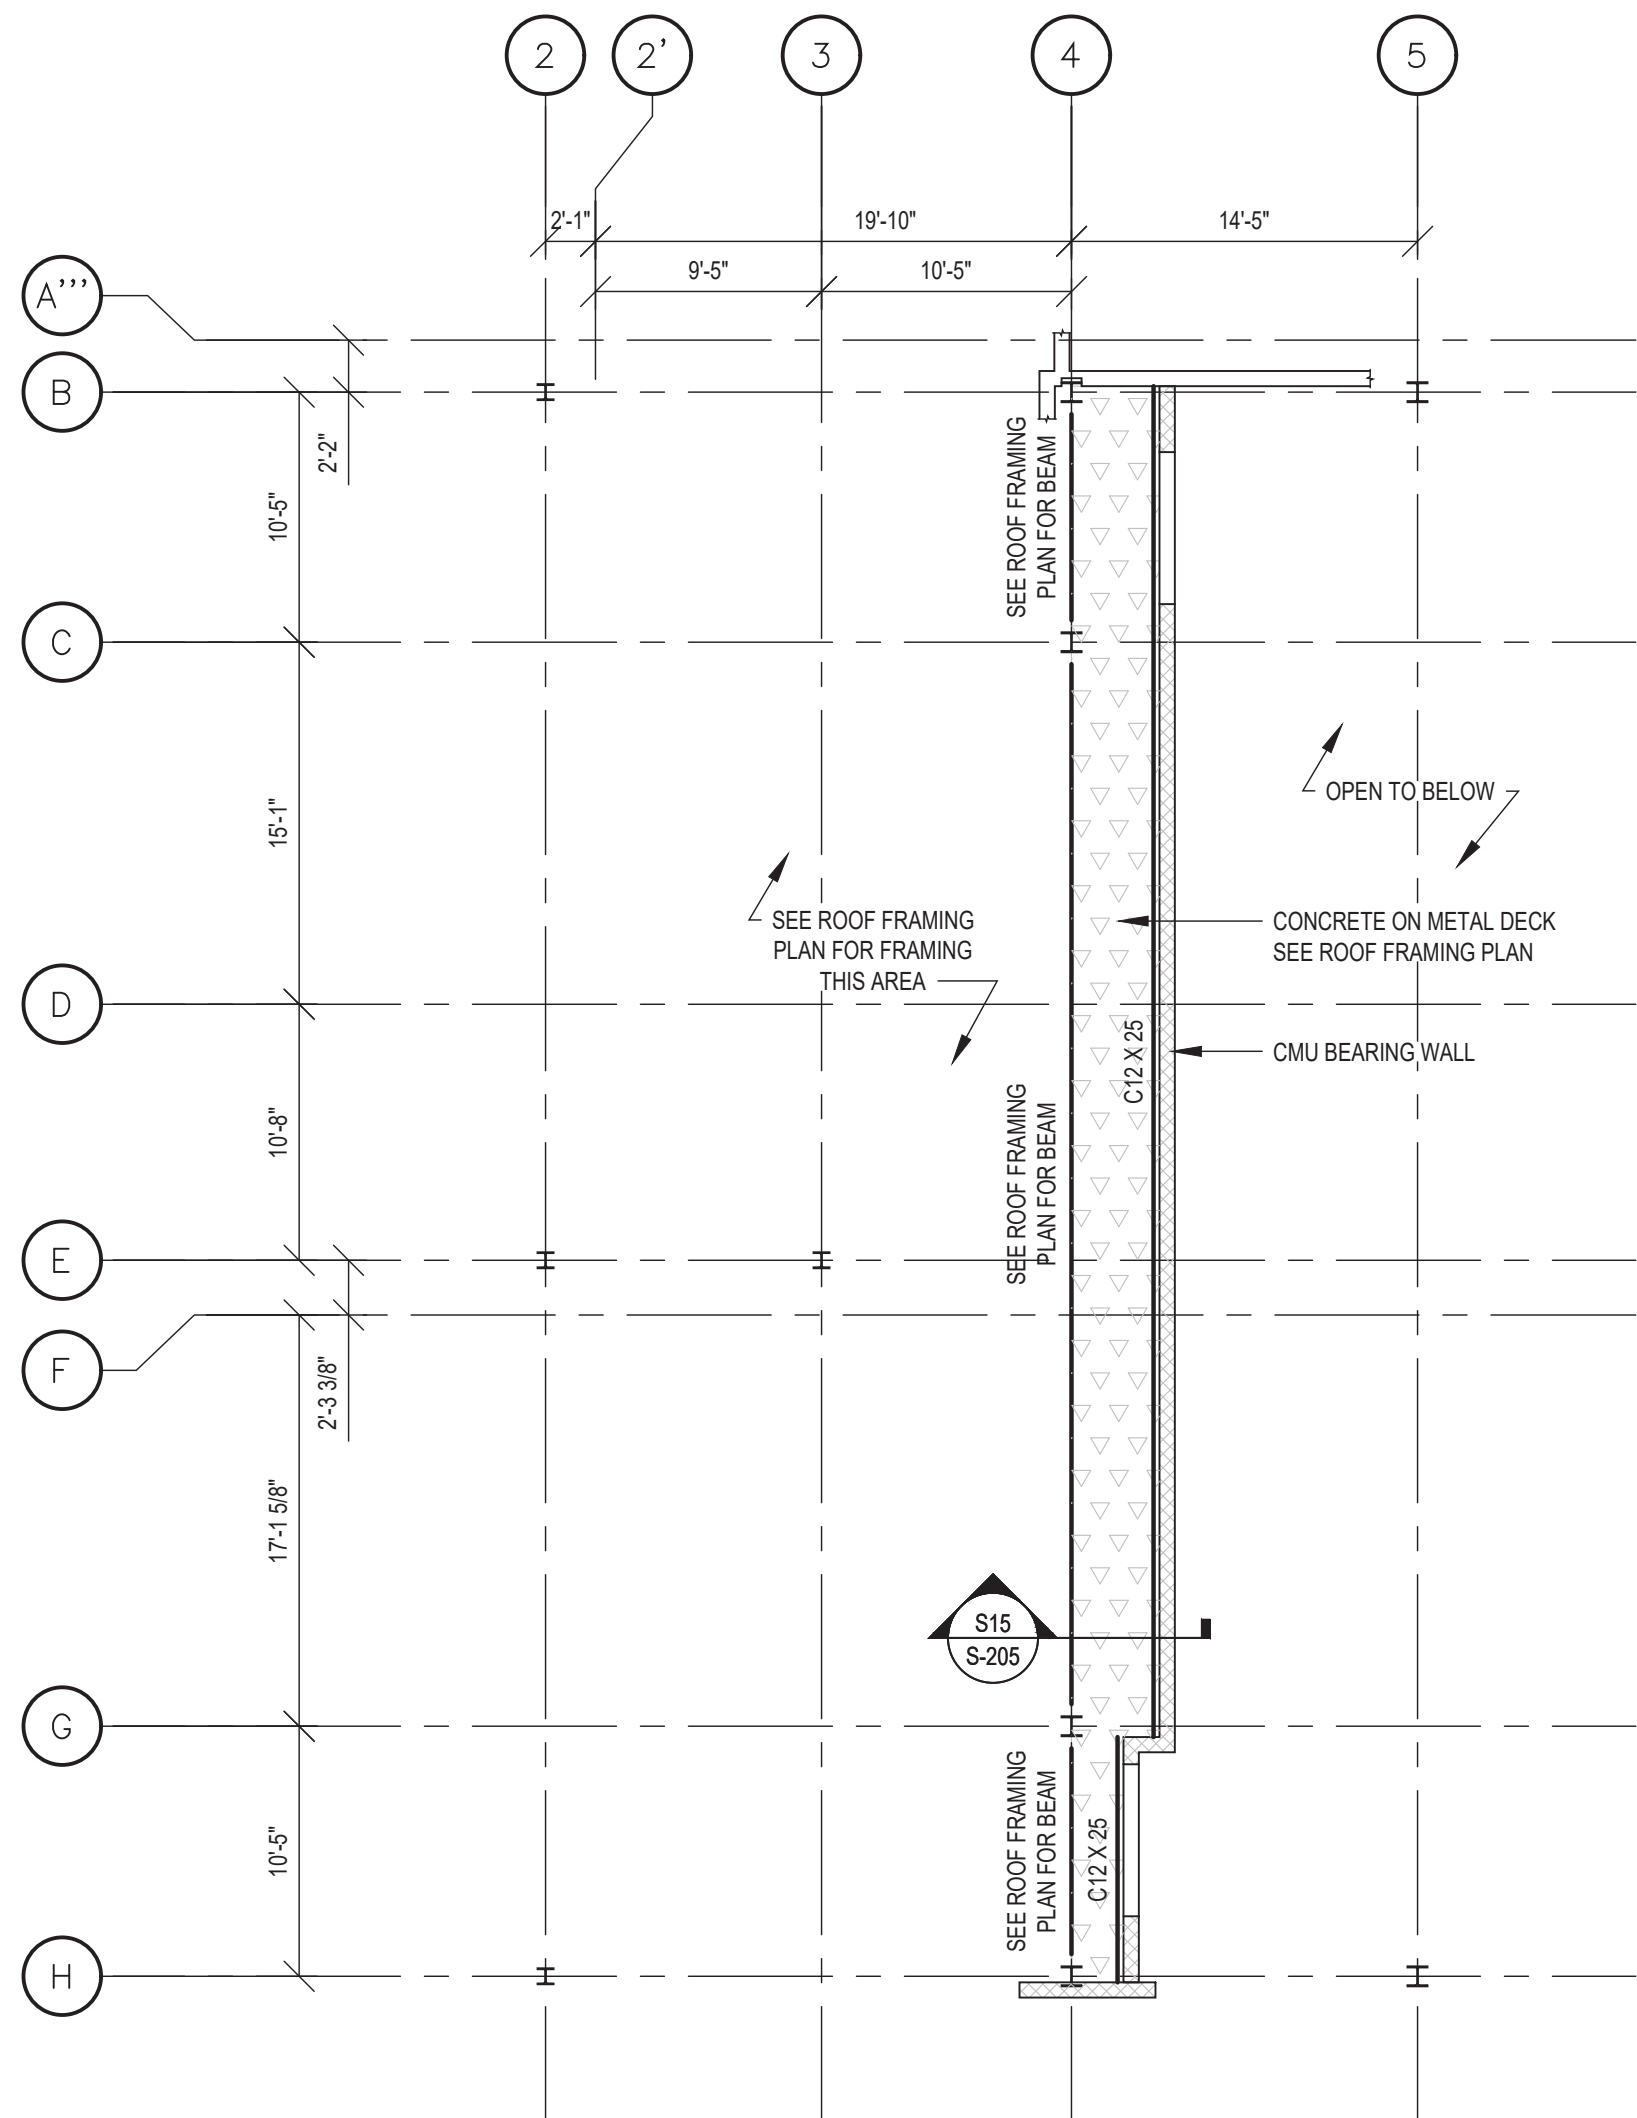 2
2'
3
4
5
2'-1"
19'-10"
14'-5"
9'-5"
10'-5"
A'''
B
2'-2"
10'-5"
SEE ROOF FRAMING
PLAN FOR BEAM
C
15'-1"
OPEN TO BELOW
SEE ROOF FRAMING
PLAN FOR FRAMING
THIS AREA
CONCRETE ON METAL DECK
SEE ROOF FRAMING PLAN
D
C12 X 25
CMU BEARING WALL
10'-8"
SEE ROOF FRAMING
PLAN FOR BEAM
E
F
2'-3 3/8"
17'-1 5/8"
S15
S-205
G
10'-5"
SEE ROOF FRAMING
PLAN FOR BEAM
C12 X 25
H